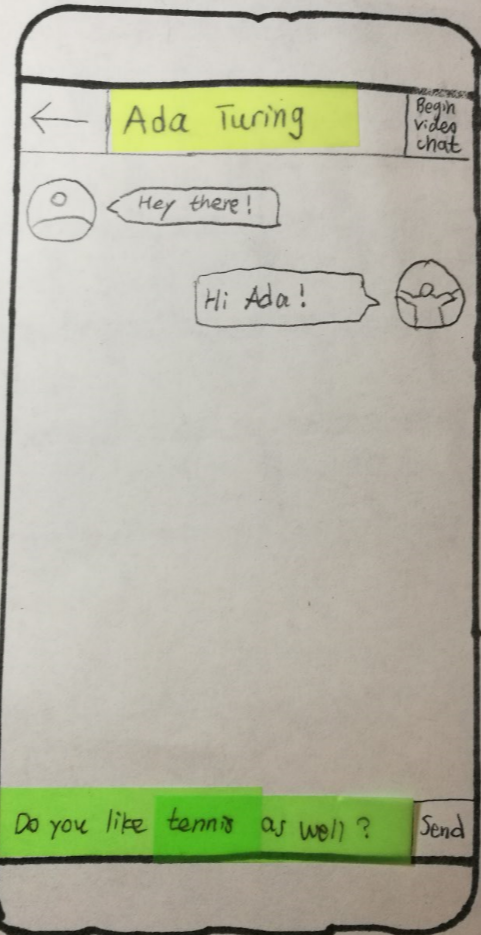 Ada Turing
Begin
video
chat
Hey there!
Hi Ada!
Do you like tennis as well?
Send